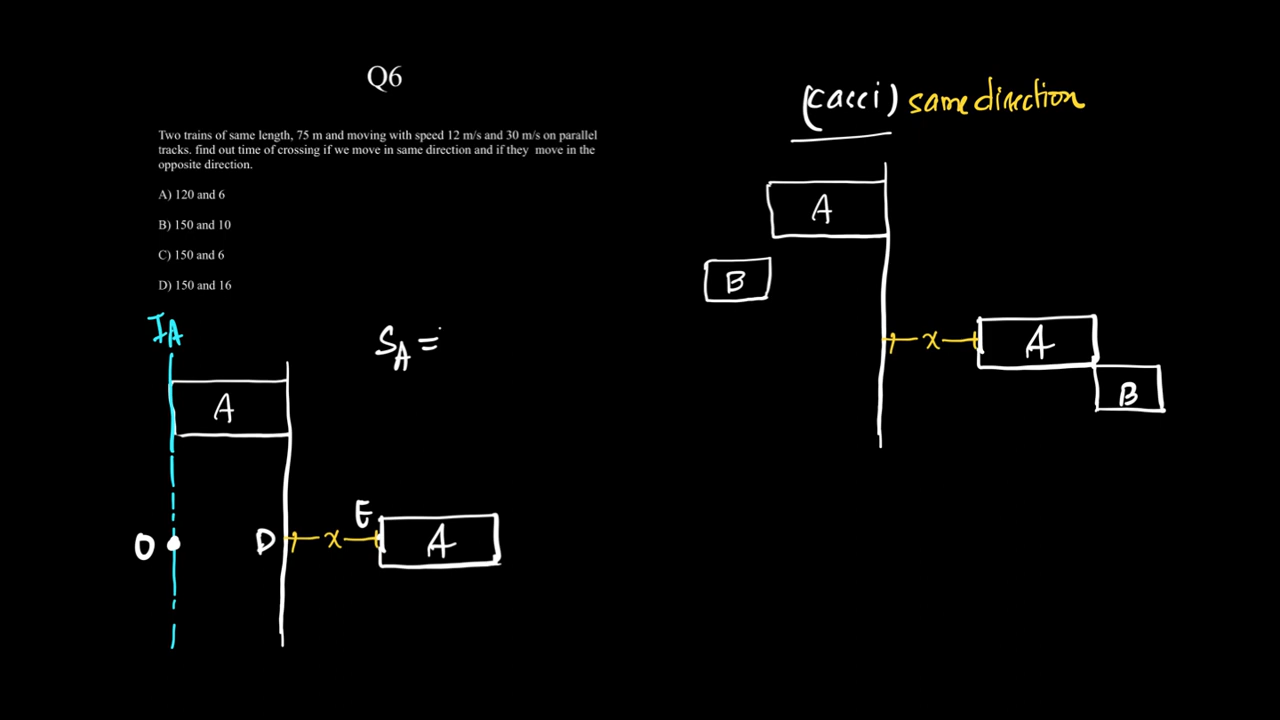 Q6
Two trains of same length, 75 m and moving with speed 12 m/s and 30 m/s on parallel
tracks. find out time of crossing if we move in same direction and if they move in the
opposite direction.
A) 120 and 6
B) 150 and 10
C) 150 and 6
D) 150 and 16
IA
SA =
A
O
D
x
E
A
same direction
A
B
x
A
B